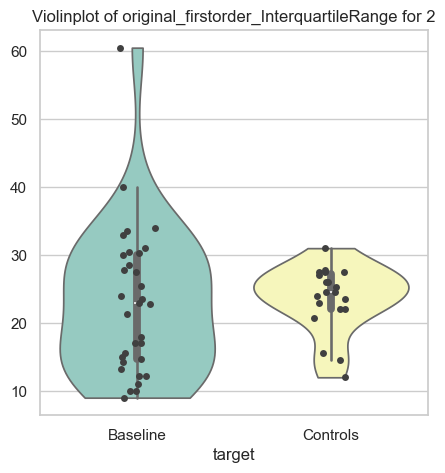 Violinplot of original_firstorder_InterquartileRange for 2
60
50
40
30
20
10
Baseline
Controls
target